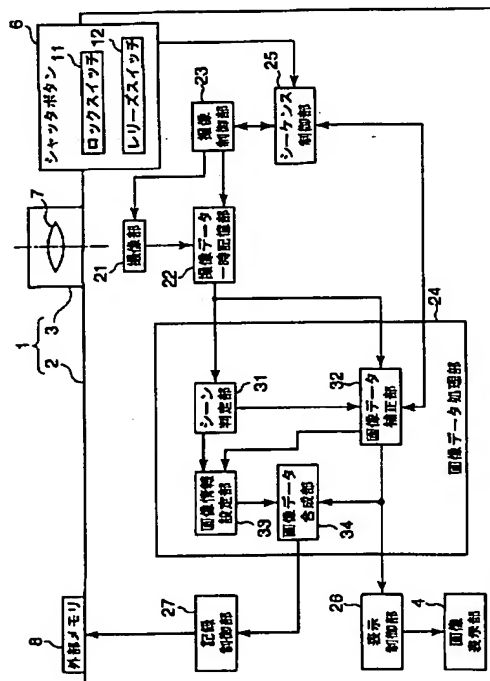 6
シャッタボタン
11
ロックスイッチ
12
レリーズスイッチ
7
1
3
2
8
外部メモリ
23
撮像
制御部
25
シーケンス
制御部
21
撮像部
22
撮像データ
一時記憶部
24
31
シーン
判定部
32
画像データ
補正部
33
画像情報
設定部
34
画像データ
合成部
画像データ処理部
27
記録
制御部
26
表示
制御部
4
画像
表示部